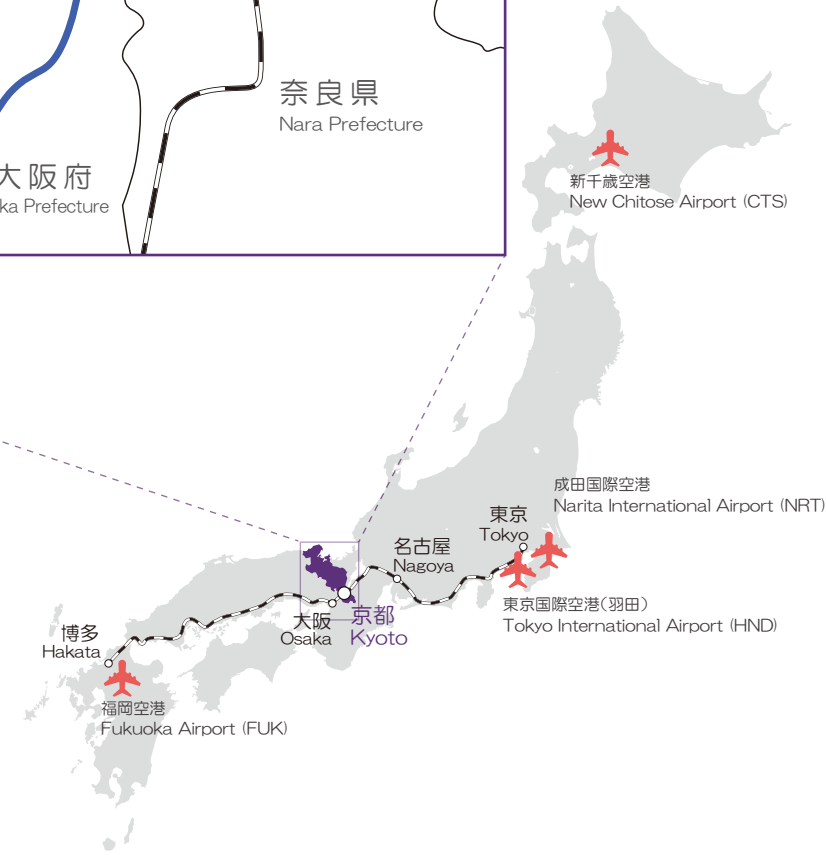 奈良県
Nara Prefecture
大阪府
ka Prefecture
新千歳空港
New Chitose Airport (CTS)
成田国際空港
Narita International Airport (NRT)
東京
Tokyo
名古屋
Nagoya
東京国際空港(羽田)
Tokyo International Airport (HND)
京都
Kyoto
大阪
Osaka
博多
Hakata
福岡空港
Fukuoka Airport (FUK)